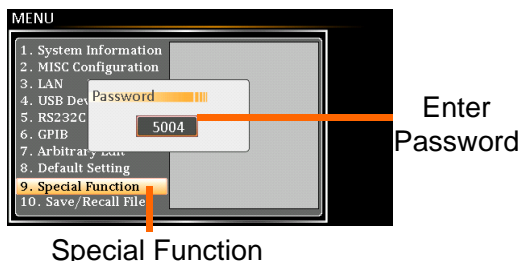 MENU
1. System Information
2. MISC Configuration
3. LAN
4. USB Dev
5. RS232C
6. GPIB
7. Arbitrary Edit
8. Default Setting
9. Special Function
10. Save/Recall File
Password
5004
Enter
Password
Special Function